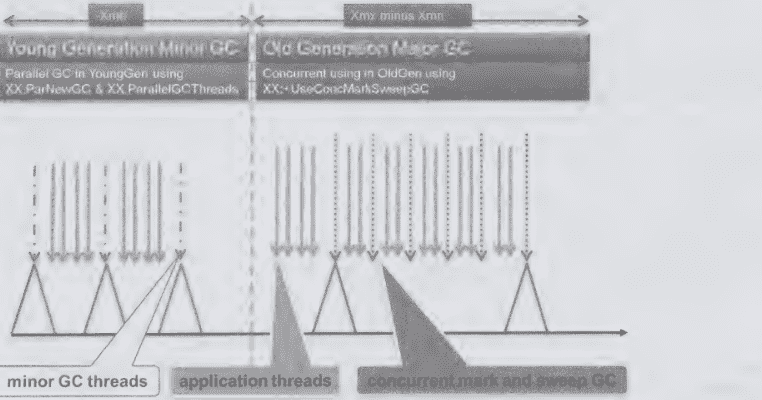 Xmn
Xmx minus Xmn
Young Generation Minor GC
Old Generation Major GC
Parallel GC in YoungGen using
XX:ParNewGC & XX:ParallelGCThreads
Concurrent using in OldGen using
XX:+UseConcMarkSweepGC
minor GC threads
application threads
concurrent mark and sweep GC